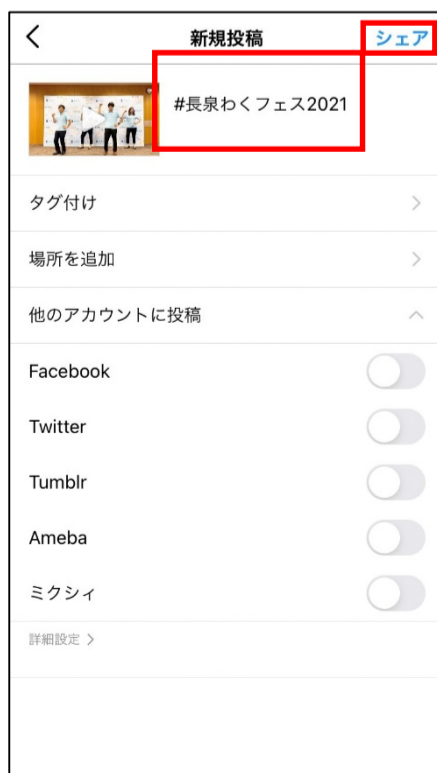 新規投稿
シェア
#長泉わくフェス2021
タグ付け
場所を追加
他のアカウントに投稿
Facebook
Twitter
Tumblr
Ameba
ミクシィ
詳細設定